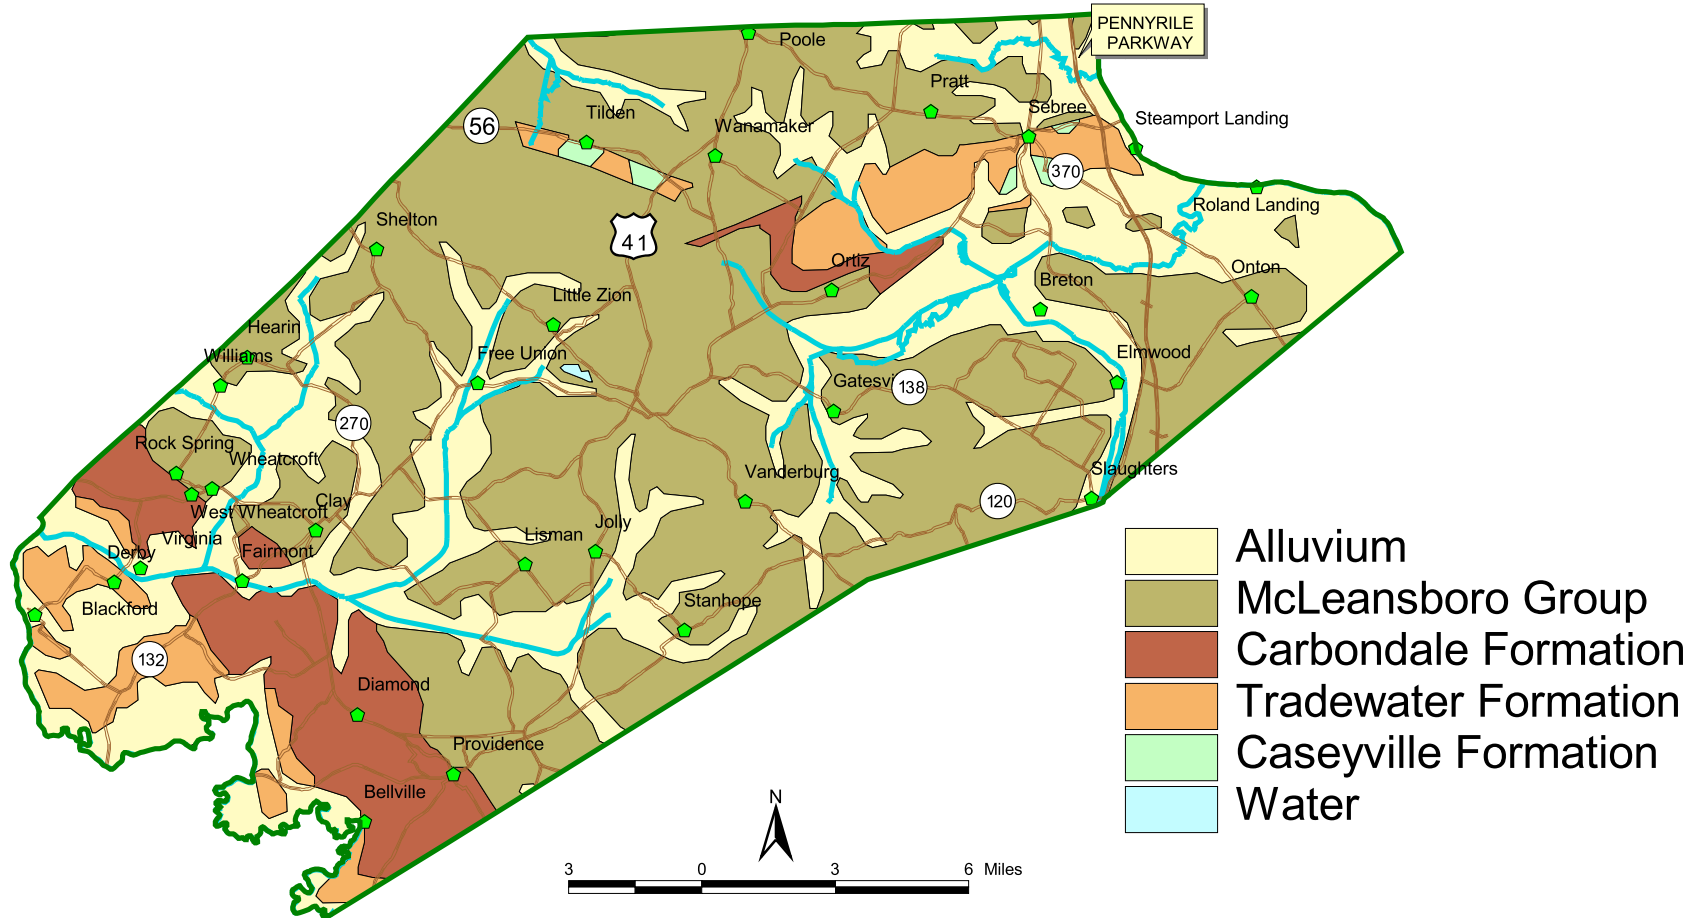 PENNYRILE
PARKWAY
Poole
Pratt
Sebree
Steamport Landing
Tilden
56
Wanamaker
370
Roland Landing
Shelton
41
Ortiz
Onton
Breton
Little Zion
Hearin
Williams
Free Union
Elmwood
Gatesvi
138
270
Rock Spring
Wheatcroft
Vanderburg
Slaughters
120
Clay
West Wheatcroft
Jolly
Lisman
Virginia
Derby
Fairmont
Blackford
Stanhope
132
Diamond
Providence
Bellville
Alluvium
McLeansboro Group
Carbondale Formation
Tradewater Formation
Caseyville Formation
Water
N
3 0 3 6 Miles